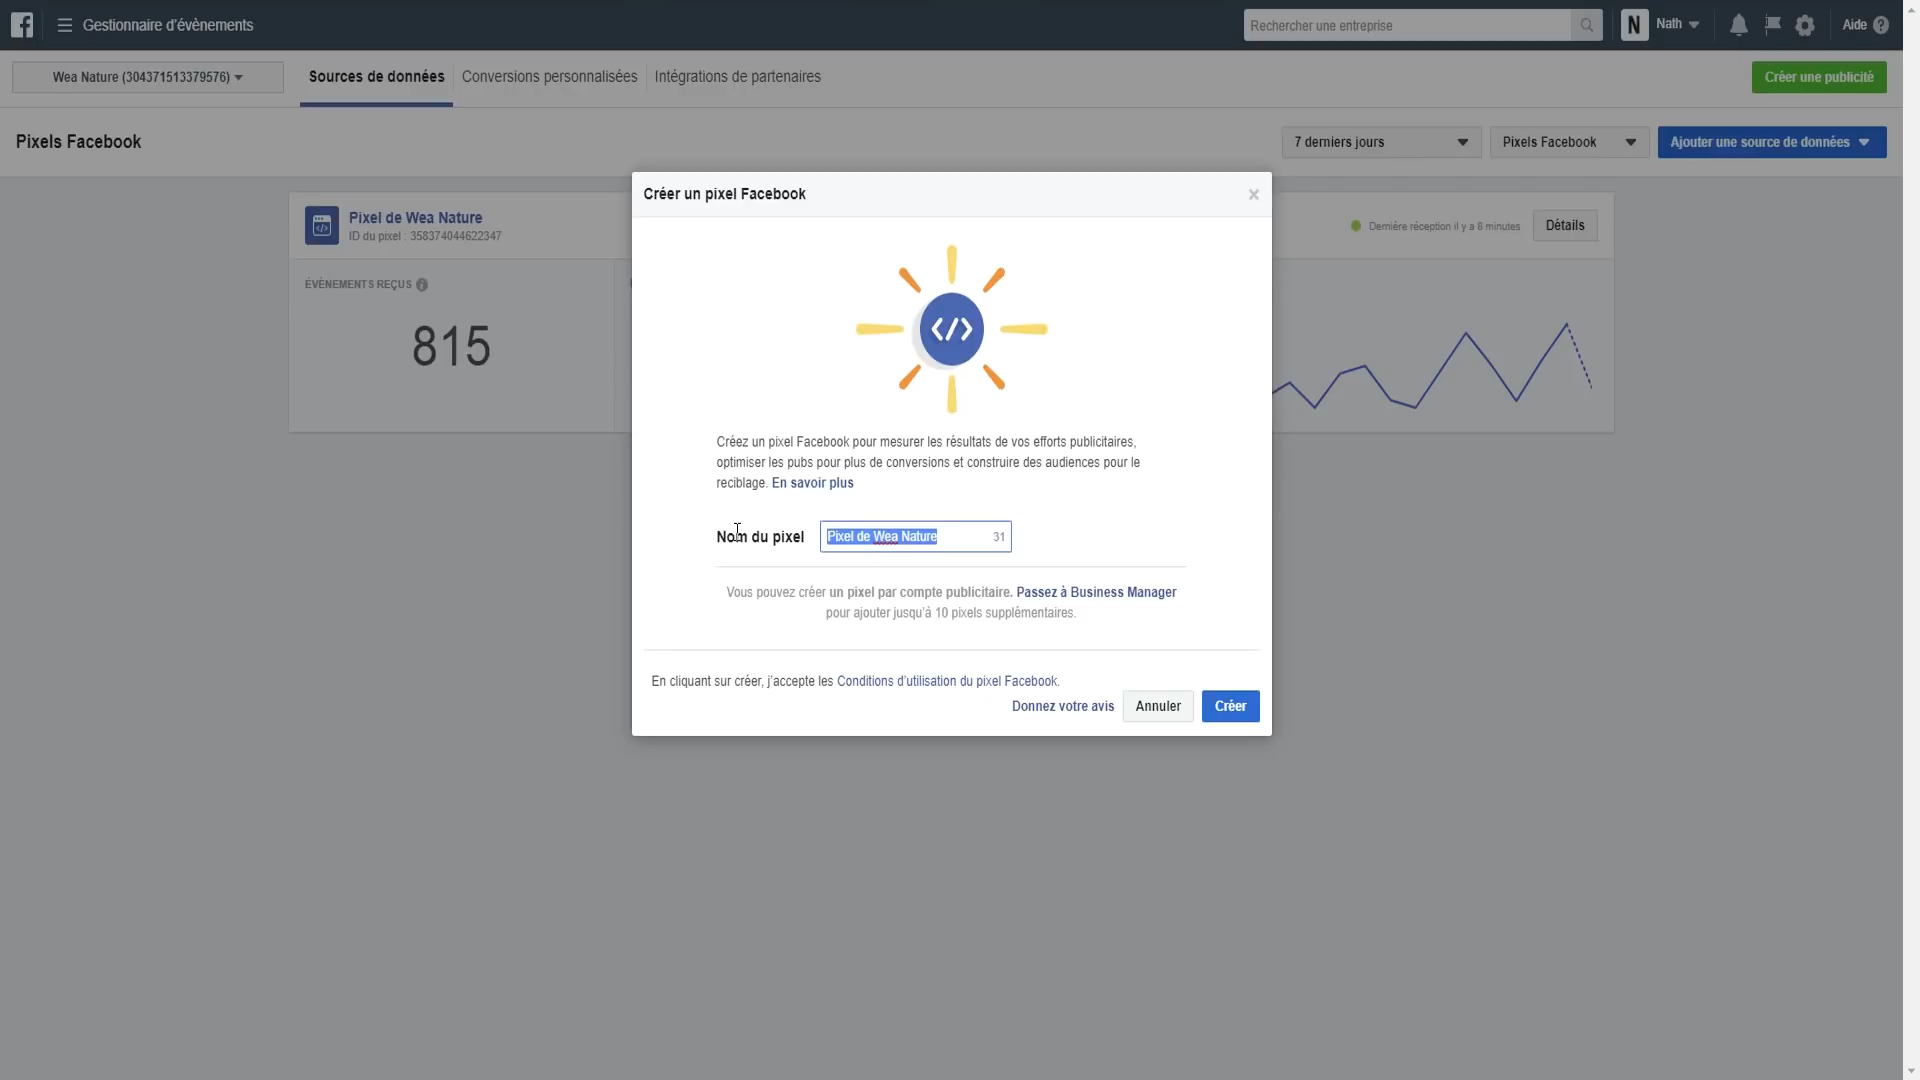 Gestionnaire d'évènements
Rechercher une entreprise
N
Nath
Aide
Wea Nature (304371513379576)
Sources de données
Conversions personnalisées
Intégrations de partenaires
Créer une publicité
Pixels Facebook
7 derniers jours
Pixels Facebook
Ajouter une source de données
Créer un pixel Facebook
Pixel de Wea Nature
ID du pixel : 358374044622347
Dernière réception il y a 8 minutes
Détails
ÉVÈNEMENTS REÇUS
815
</>
Créez un pixel Facebook pour mesurer les résultats de vos efforts publicitaires,
optimiser les pubs pour plus de conversions et construire des audiences pour le
reciblage. En savoir plus
Nom du pixel
Pixel de Wea Nature
31
Vous pouvez créer un pixel par compte publicitaire. Passez à Business Manager
pour ajouter jusqu'à 10 pixels supplémentaires.
En cliquant sur créer, j'accepte les Conditions d'utilisation du pixel Facebook.
Donnez votre avis
Annuler
Créer